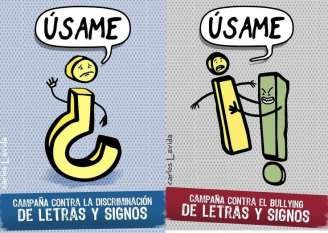 ÚSAME
CAMPAÑA CONTRA LA DISCRIMINACIÓN
DE LETRAS Y SIGNOS
ÚSAME
CAMPAÑA CONTRA EL BULLYING
DE LETRAS Y SIGNOS